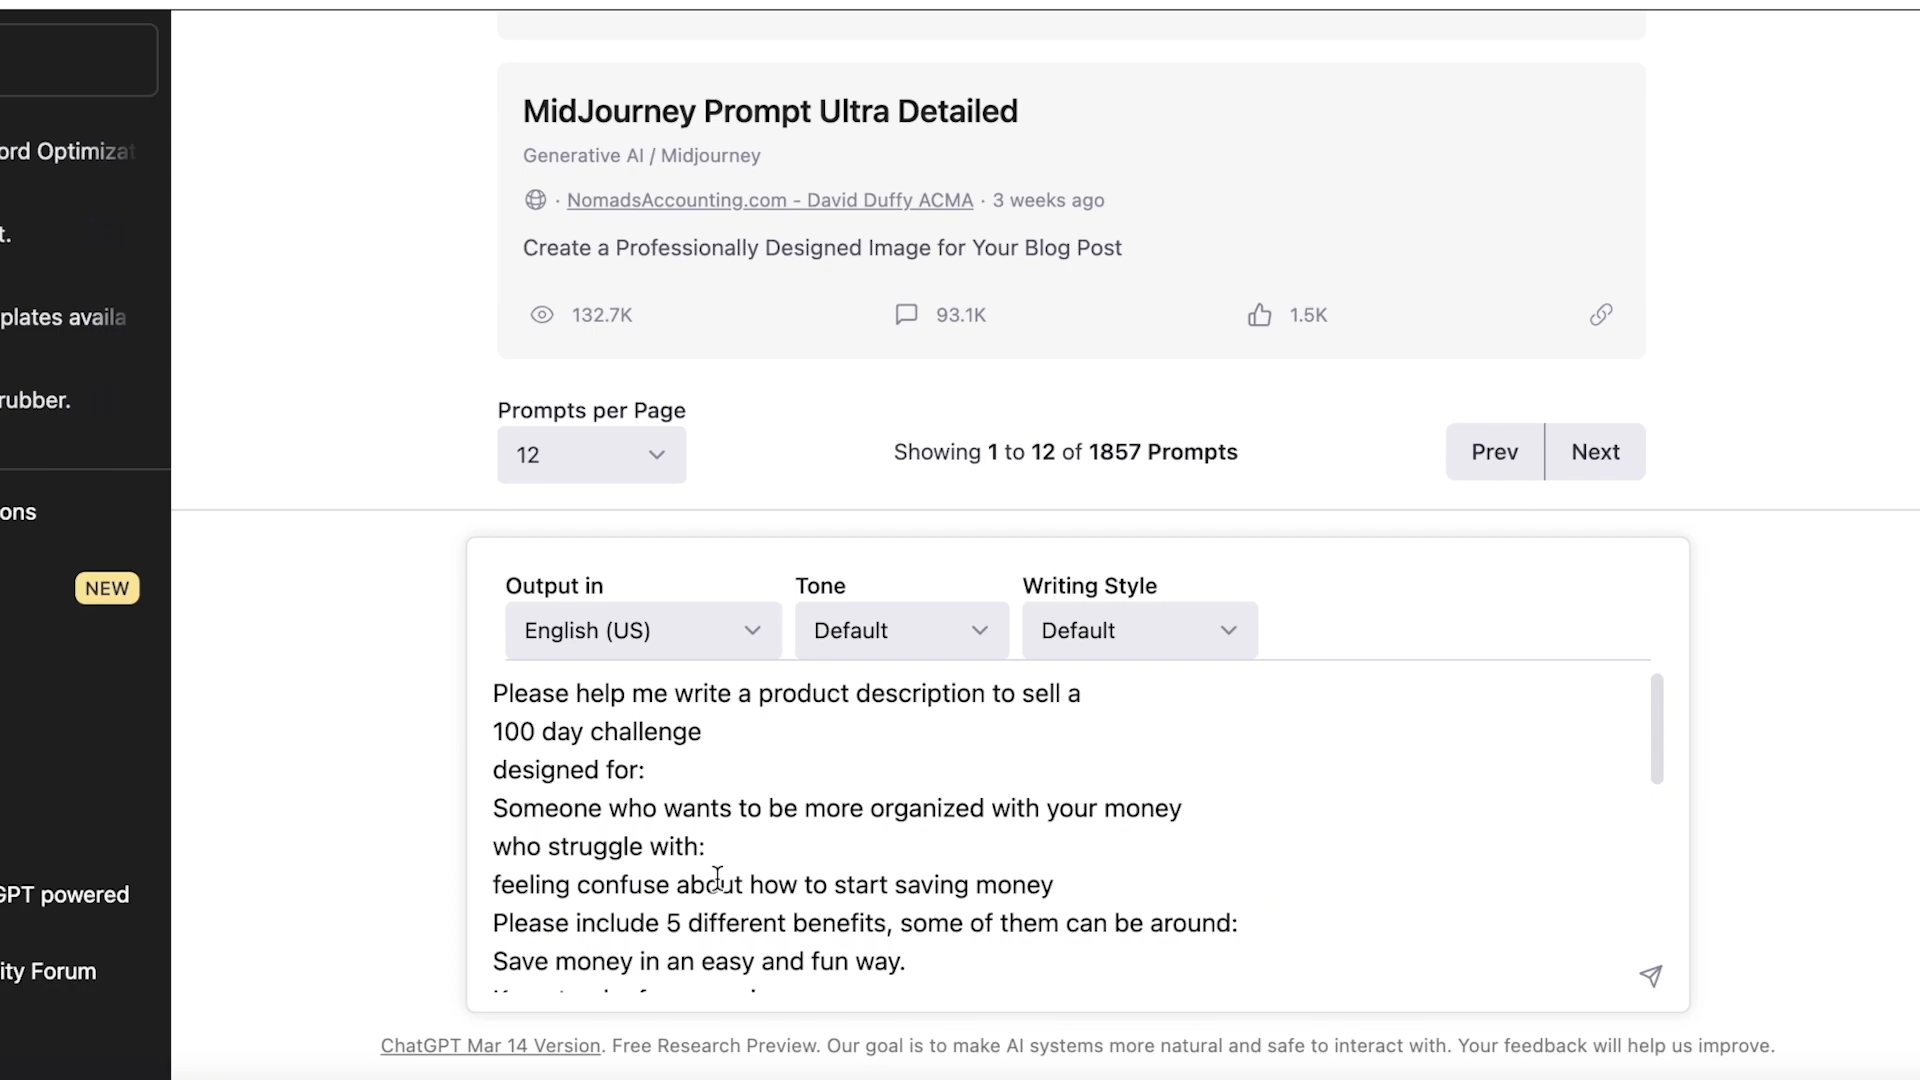 ord Optimizat
t.
plates availa
rubber.
ons
NEW
GPT powered
ity Forum
MidJourney Prompt Ultra Detailed
Generative AI / Midjourney
· NomadsAccounting.com - David Duffy ACMA · 3 weeks ago
Create a Professionally Designed Image for Your Blog Post
132.7K 93.1K 1.5K
Prompts per Page
12
Showing 1 to 12 of 1857 Prompts
Prev Next
Output in Tone Writing Style
English (US) Default Default
Please help me write a product description to sell a
100 day challenge
designed for:
Someone who wants to be more organized with your money
who struggle with:
feeling confuse about how to start saving money
Please include 5 different benefits, some of them can be around:
Save money in an easy and fun way.
ChatGPT Mar 14 Version. Free Research Preview. Our goal is to make AI systems more natural and safe to interact with. Your feedback will help us improve.